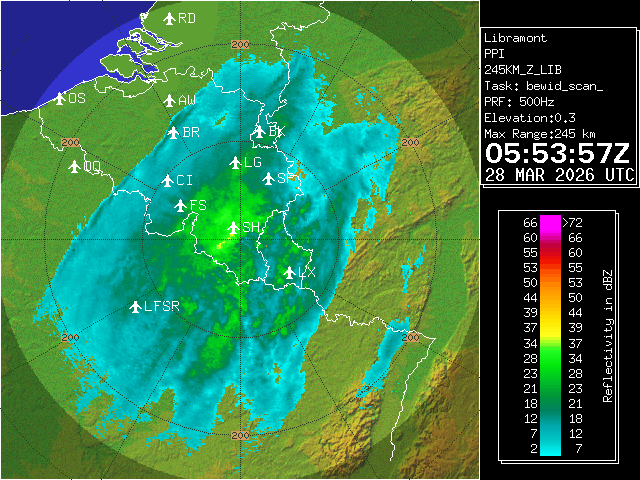 Libramont
PPI
245KM_Z_LIB
Task: bewid_scan_
PRF: 500Hz
Elevation:0.3
Max Range:245 km
05:53:57Z
28 MAR 2026 UTC
RD
200
OS
AW
BR
BK
200
200
LG
CI
FS
SH
LX
LFSR
200
200
200
66 >72
60 66
55 60
53 55
50 53
44 50
39 44
37 39
34 37
28 34
23 28
21 23
18 21
12 18
7 12
2 7
Reflectivity in dBZ